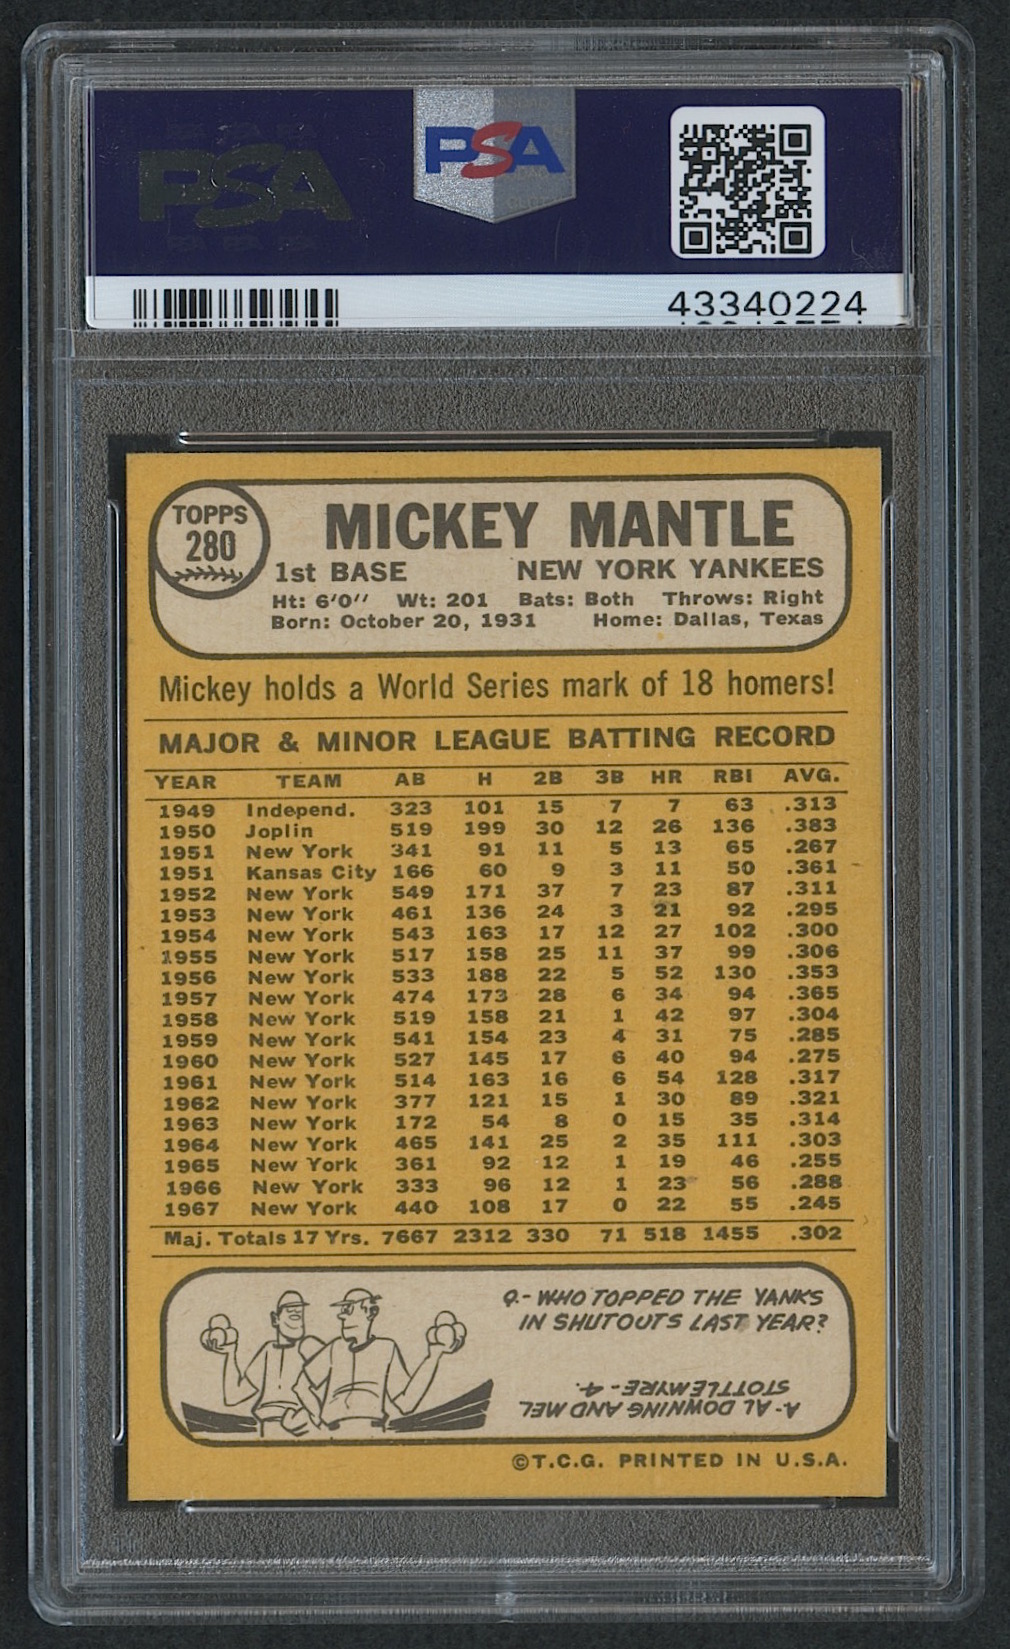 PSA
PSA
43340224
TOPPS
280
MICKEY MANTLE
1st BASE NEW YORK YANKEES
Ht: 6'0" Wt: 201 Bats: Both Throws: Right
Born: October 20, 1931 Home: Dallas, Texas
Mickey holds a World Series mark of 18 homers!
MAJOR & MINOR LEAGUE BATTING RECORD
YEAR TEAM AB H 2B 3B HR RBI AVG.
1949 Independ. 323 101 15 7 7 63 .313
1950 Joplin 519 199 30 12 26 136 .383
1951 New York 341 91 11 5 13 65 .267
1951 Kansas City 166 60 9 3 11 50 .361
1952 New York 549 171 37 7 23 87 .311
1953 New York 461 136 24 3 21 92 .295
1954 New York 543 163 17 12 27 102 .300
1955 New York 517 158 25 11 37 99 .306
1956 New York 533 188 22 5 52 130 .353
1957 New York 474 173 28 6 34 94 .365
1958 New York 519 158 21 1 42 97 .304
1959 New York 541 154 23 4 31 75 .285
1960 New York 527 145 17 6 40 94 .275
1961 New York 514 163 16 6 54 128 .317
1962 New York 377 121 15 1 30 89 .321
1963 New York 172 54 8 0 15 35 .314
1964 New York 465 141 25 2 35 111 .303
1965 New York 361 92 12 1 19 46 .255
1966 New York 333 96 12 1 23 56 .288
1967 New York 440 108 17 0 22 55 .245
Maj. Totals 17 Yrs. 7667 2312 330 71 518 1455 .302
Q.- WHO TOPPED THE YANKS
IN SHUTOUTS LAST YEAR?
A- AL DOWNING AND MEL
STOTTLEMYRE - 4.
©T.C.G. PRINTED IN U.S.A.